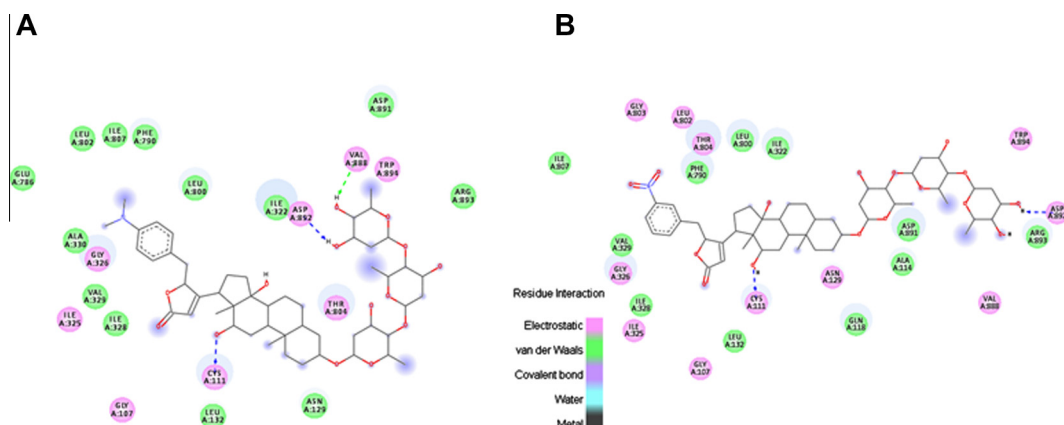 A
ASP
A:891
LEU
A:802
ILE
A:807
PHE
A:790
VAL
A:888
TRP
A:894
GLU
A:786
LEU
A:800
ARG
A:893
H
ILE
A:322
ASP
A:892
H
N
ALA
A:330
GLY
A:326
VAL
A:329
ILE
A:325
ILE
A:328
H
THR
A:804
CYS
A:111
GLY
A:107
LEU
A:132
ASN
A:129
B
GLY
A:803
LEU
A:802
THR
A:804
LEU
A:800
ILE
A:322
TRP
A:894
ILE
A:807
PHE
A:790
ASP
A:892
ASP
A:891
ARG
A:893
VAL
A:329
GLY
A:326
ALA
A:114
ASN
A:129
CYS
A:111
ILE
A:328
VAL
A:888
ILE
A:325
LEU
A:132
GLN
A:118
GLY
A:107
Residue Interaction
Electrostatic
van der Waals
Covalent bond
Water
Metal